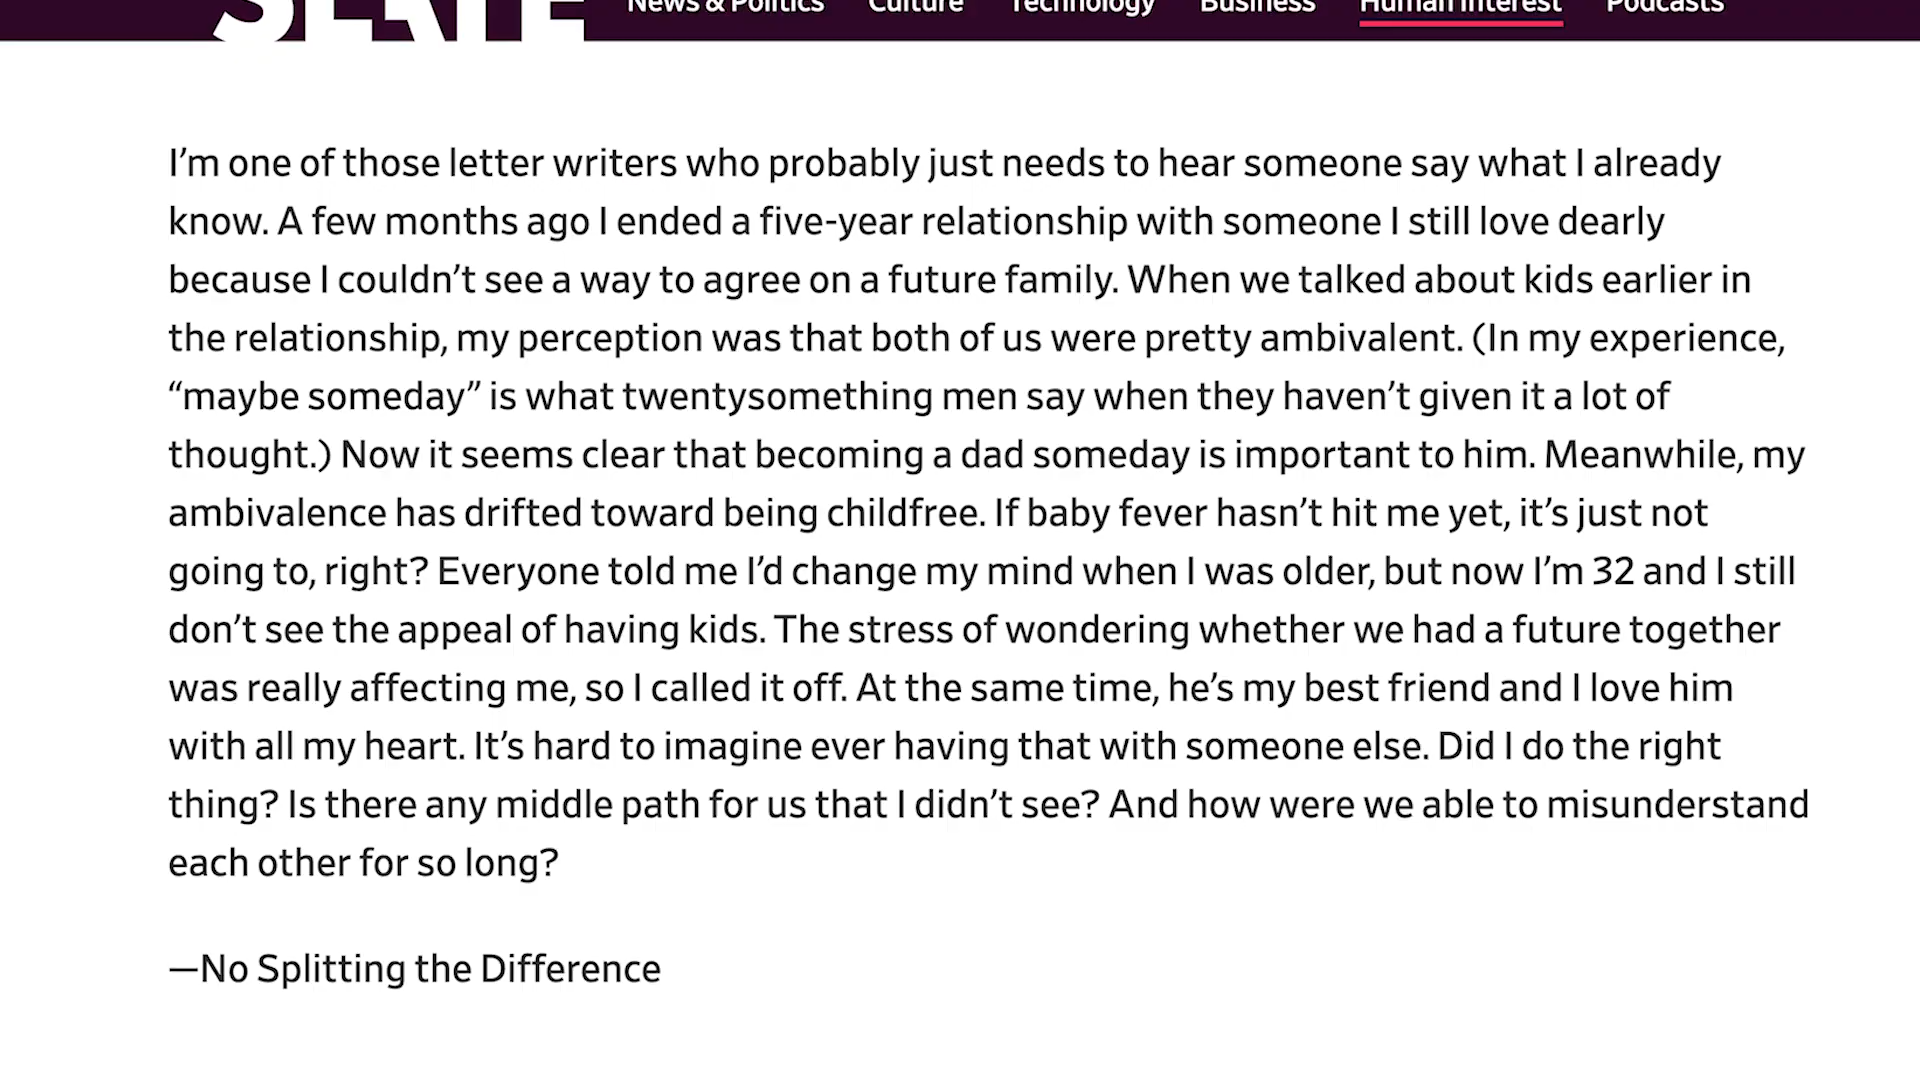 SLATE
News & Politics Culture Technology Business Human Interest Podcasts
I’m one of those letter writers who probably just needs to hear someone say what I already
know. A few months ago I ended a five-year relationship with someone I still love dearly
because I couldn’t see a way to agree on a future family. When we talked about kids earlier in
the relationship, my perception was that both of us were pretty ambivalent. (In my experience,
“maybe someday” is what twentysomething men say when they haven’t given it a lot of
thought.) Now it seems clear that becoming a dad someday is important to him. Meanwhile, my
ambivalence has drifted toward being childfree. If baby fever hasn’t hit me yet, it’s just not
going to, right? Everyone told me I’d change my mind when I was older, but now I’m 32 and I still
don’t see the appeal of having kids. The stress of wondering whether we had a future together
was really affecting me, so I called it off. At the same time, he’s my best friend and I love him
with all my heart. It’s hard to imagine ever having that with someone else. Did I do the right
thing? Is there any middle path for us that I didn’t see? And how were we able to misunderstand
each other for so long?
—No Splitting the Difference